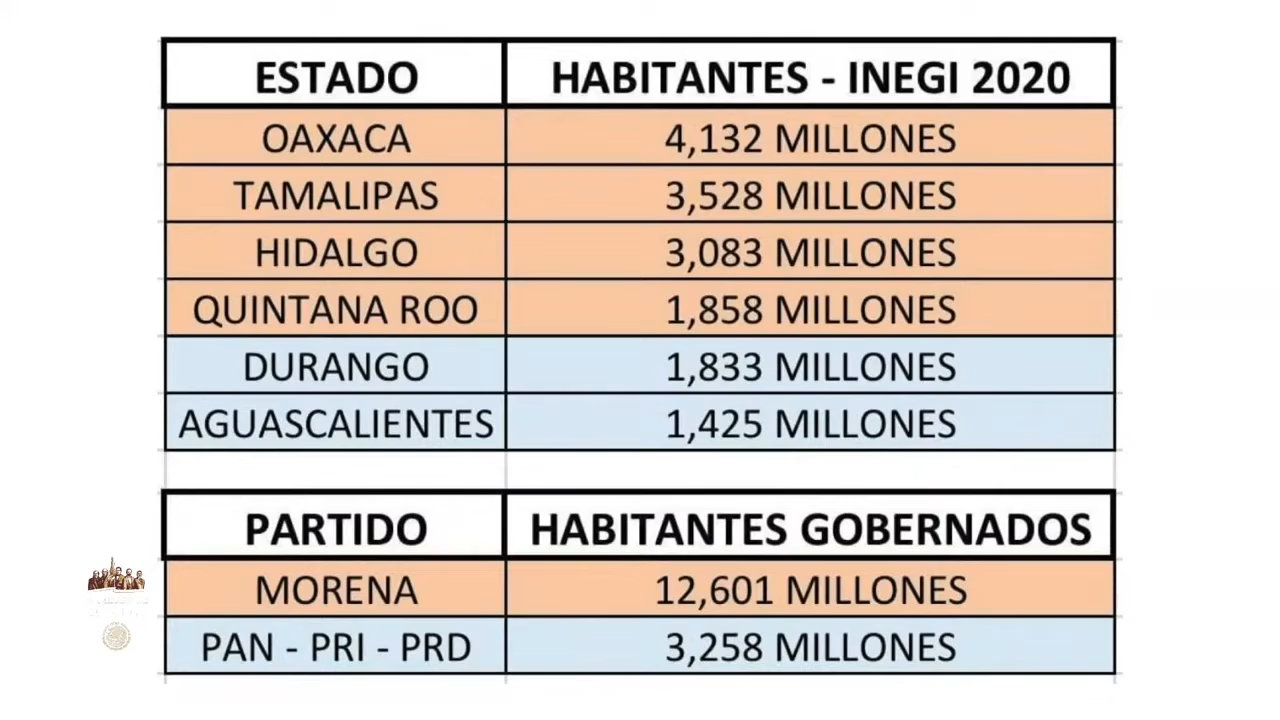 ESTADO HABITANTES - INEGI 2020
OAXACA 4,132 MILLONES
TAMALIPAS 3,528 MILLONES
HIDALGO 3,083 MILLONES
QUINTANA ROO 1,858 MILLONES
DURANGO 1,833 MILLONES
AGUASCALIENTES 1,425 MILLONES
PARTIDO HABITANTES GOBERNADOS
MORENA 12,601 MILLONES
PAN - PRI - PRD 3,258 MILLONES